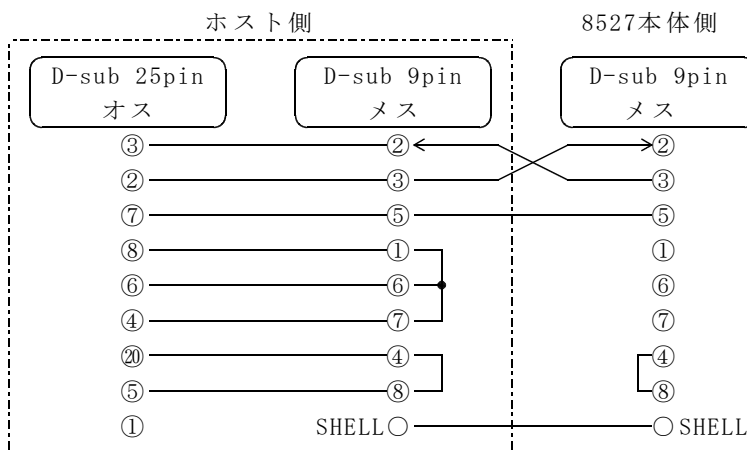 ホスト側 8527本体側
D-sub 25pin D-sub 9pin D-sub 9pin
オス メス メス
③ ② ②
② ③ ③
⑦ ⑤ ⑤
⑧ ① ①
⑥ ⑥ ⑥
④ ⑦ ⑦
⑳ ④ ④
⑤ ⑧ ⑧
① SHELL○ ○SHELL